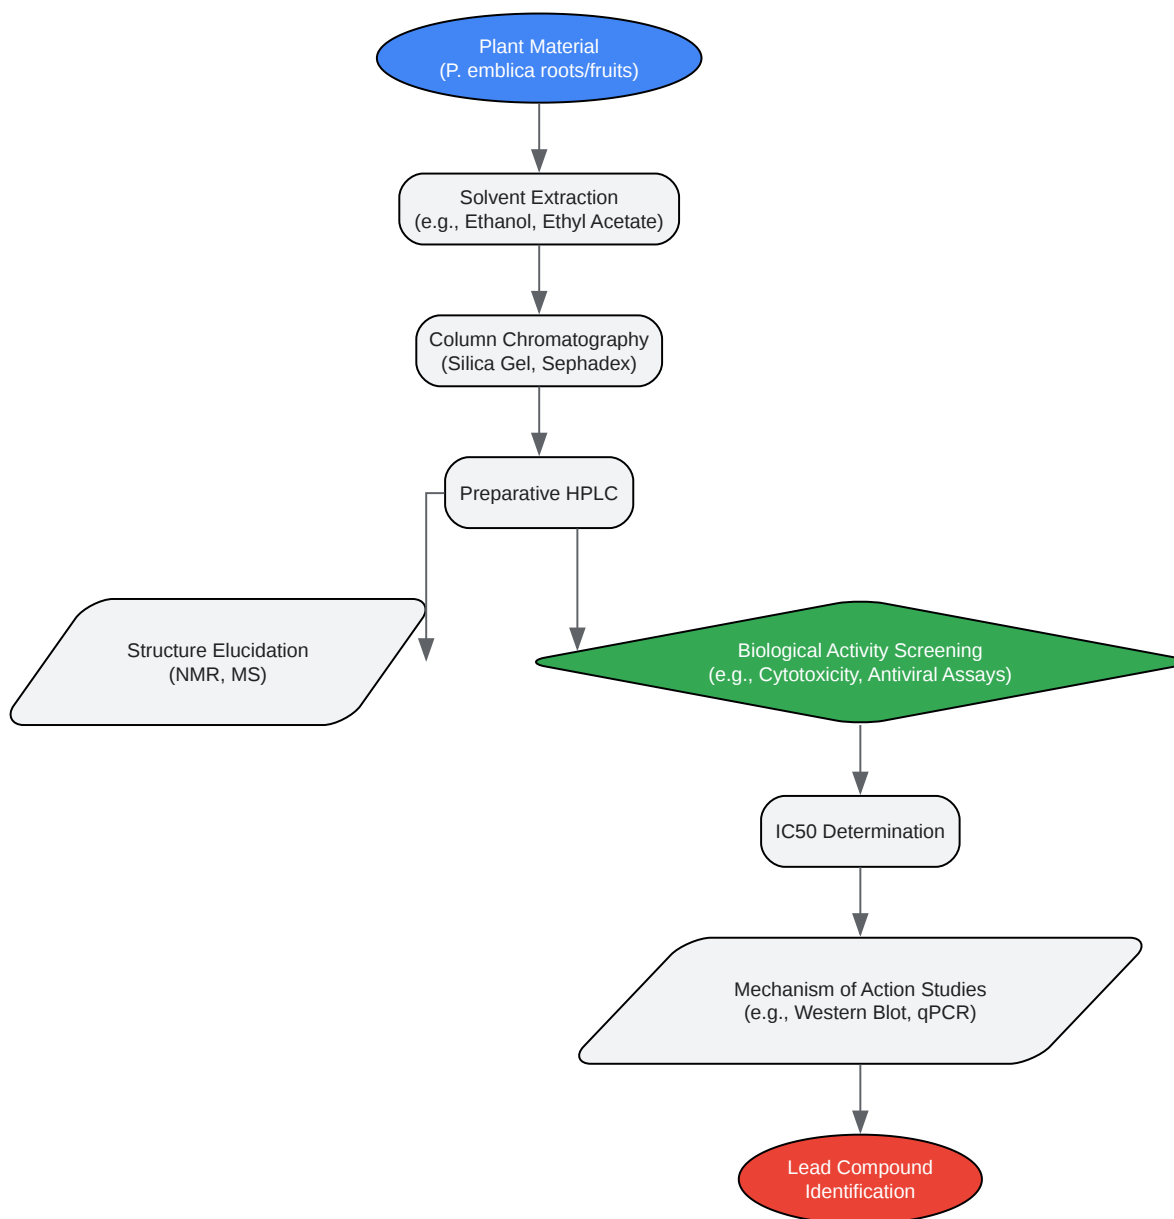 Plant Material
(P. emblica roots/fruits)
Solvent Extraction
(e.g., Ethanol, Ethyl Acetate)
Column Chromatography
(Silica Gel, Sephadex)
Preparative HPLC
Structure Elucidation
(NMR, MS)
Biological Activity Screening
(e.g., Cytotoxicity, Antiviral Assays)
IC50 Determination
Mechanism of Action Studies
(e.g., Western Blot, qPCR)
Lead Compound
Identification